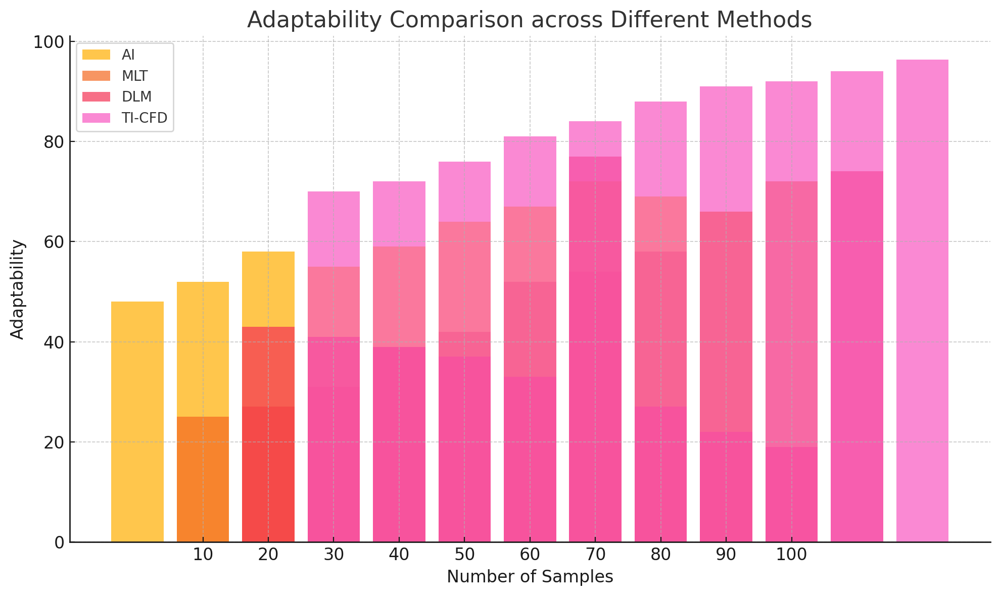 Adaptability Comparison across Different Methods
100
80
60
40
20
0
Adaptability
AI
MLT
DLM
TI-CFD
10 20 30 40 50 60 70 80 90 100
Number of Samples